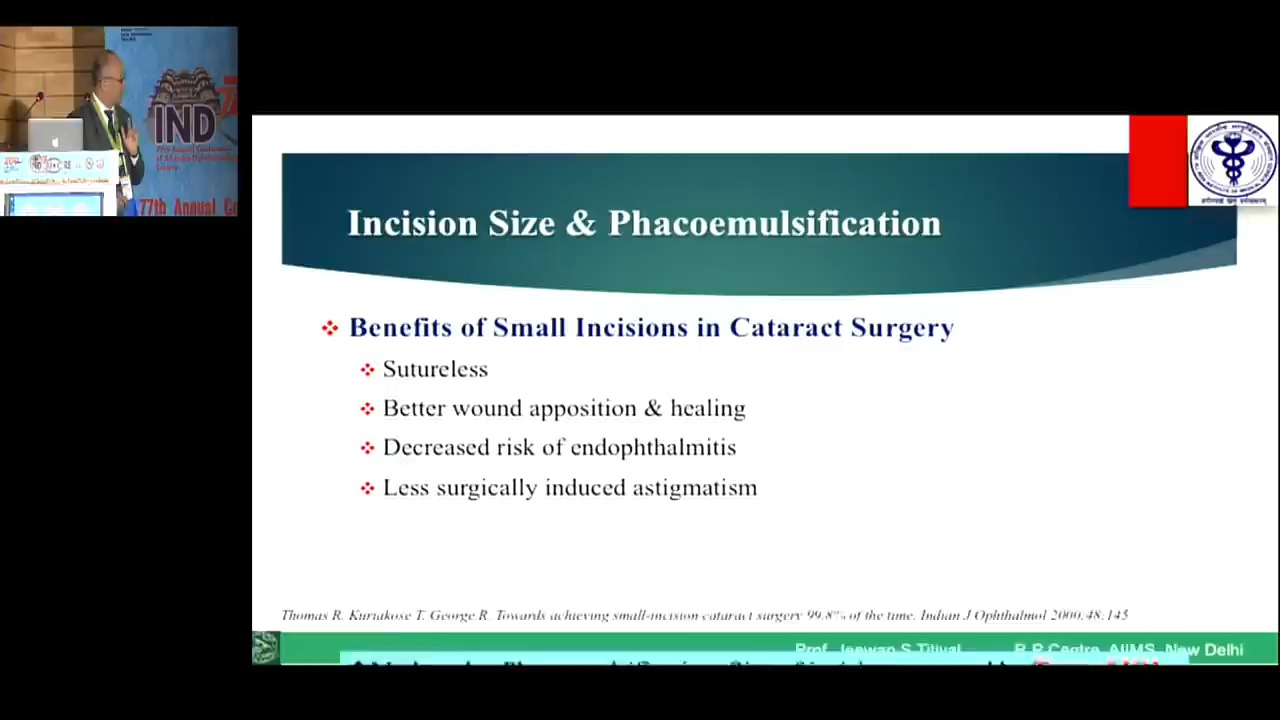 IND
77th Annual Co
Incision Size & Phacoemulsification
Benefits of Small Incisions in Cataract Surgery
Sutureless
Better wound apposition & healing
Decreased risk of endophthalmitis
Less surgically induced astigmatism
Thomas R, Kuriakose T, George R. Towards achieving small-incision cataract surgery 99.8% of the time. Indian J Ophthalmol 2000;48:145
Prof. Jeewan S Titiyal R P Centre, AIIMS, New Delhi